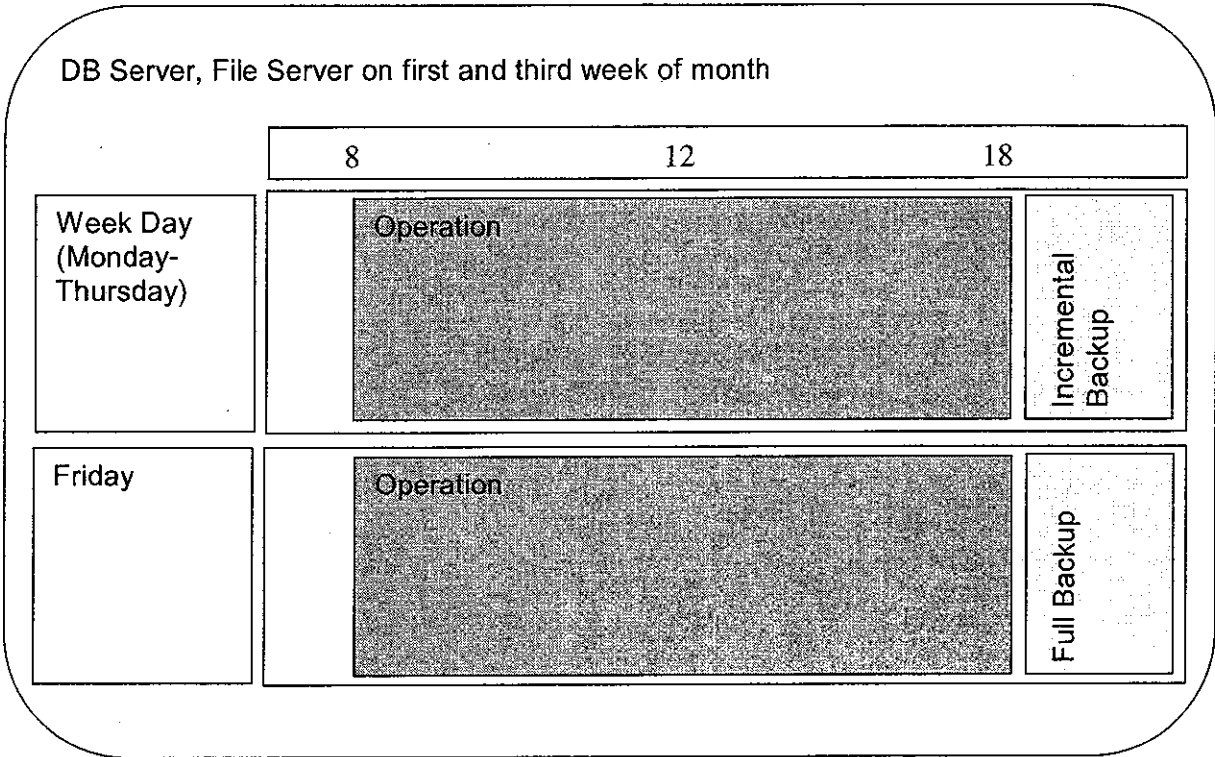 DB Server, File Server on first and third week of month
8 12 18
Week Day
(Monday-
Thursday)
Operation
Incremental
Backup
Friday
Operation
Full Backup